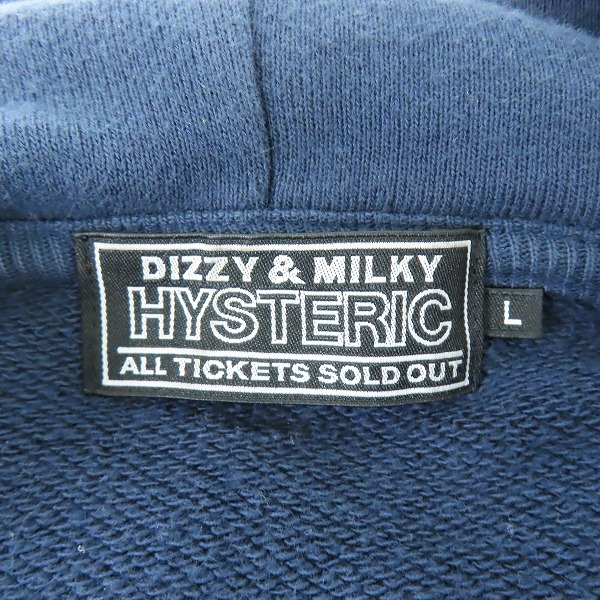 DIZZY & MILKY
HYSTERIC
ALL TICKETS SOLD OUT
L